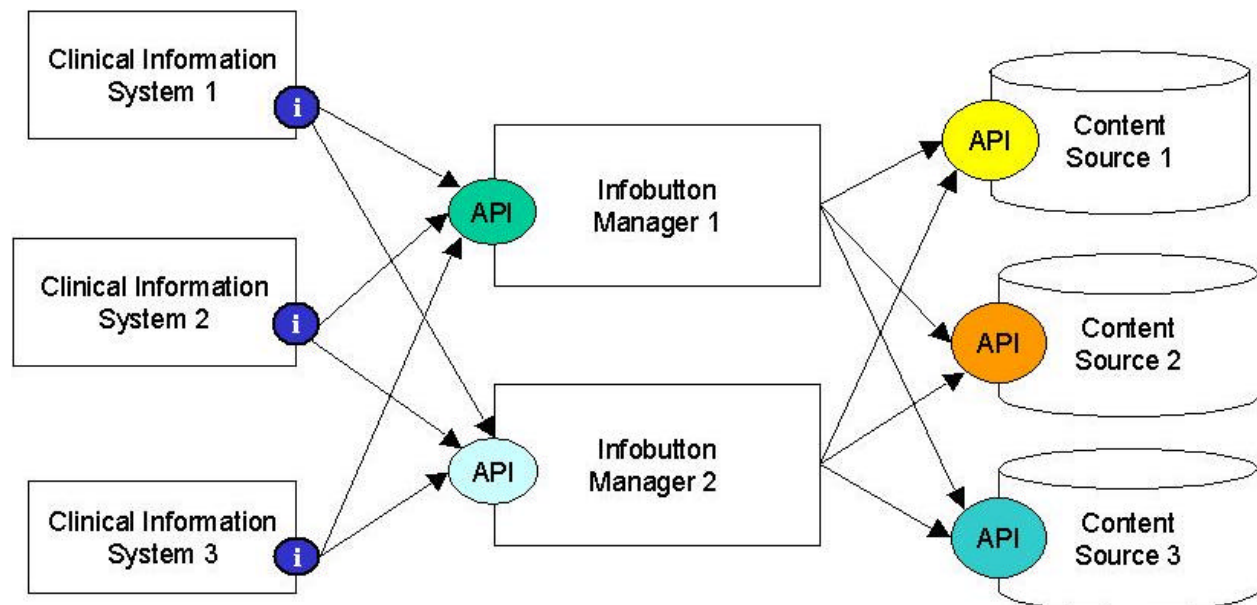 Clinical Information
System 1
i
Clinical Information
System 2
i
Clinical Information
System 3
i
API
Infobutton
Manager 1
API
Infobutton
Manager 2
API
Content
Source 1
API
Content
Source 2
API
Content
Source 3